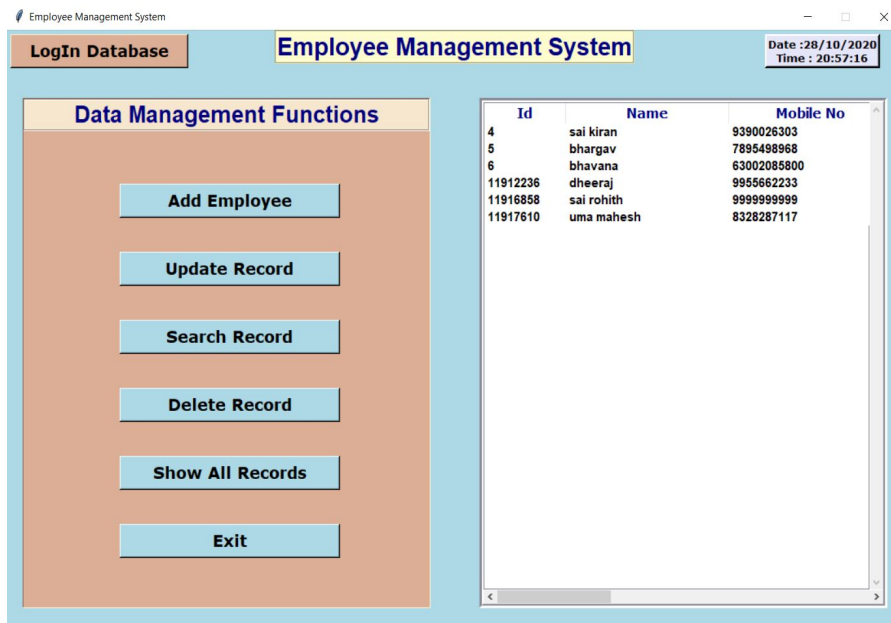 Employee Management System
LogIn Database
Employee Management System
Date :28/10/2020
Time : 20:57:16
Data Management Functions
Add Employee
Update Record
Search Record
Delete Record
Show All Records
Exit
Id Name Mobile No
4 sai kiran 9390026303
5 bhargav 7895498968
6 bhavana 63002085800
11912236 dheeraj 9955662233
11916858 sai rohith 9999999999
11917610 uma mahesh 8328287117